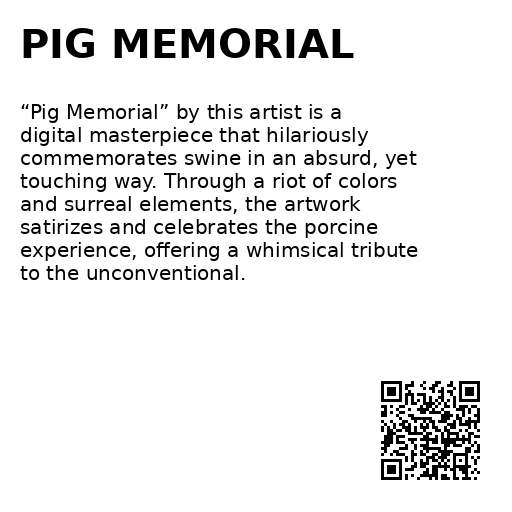 PIG MEMORIAL
“Pig Memorial” by this artist is a
digital masterpiece that hilariously
commemorates swine in an absurd, yet
touching way. Through a riot of colors
and surreal elements, the artwork
satirizes and celebrates the porcine
experience, offering a whimsical tribute
to the unconventional.